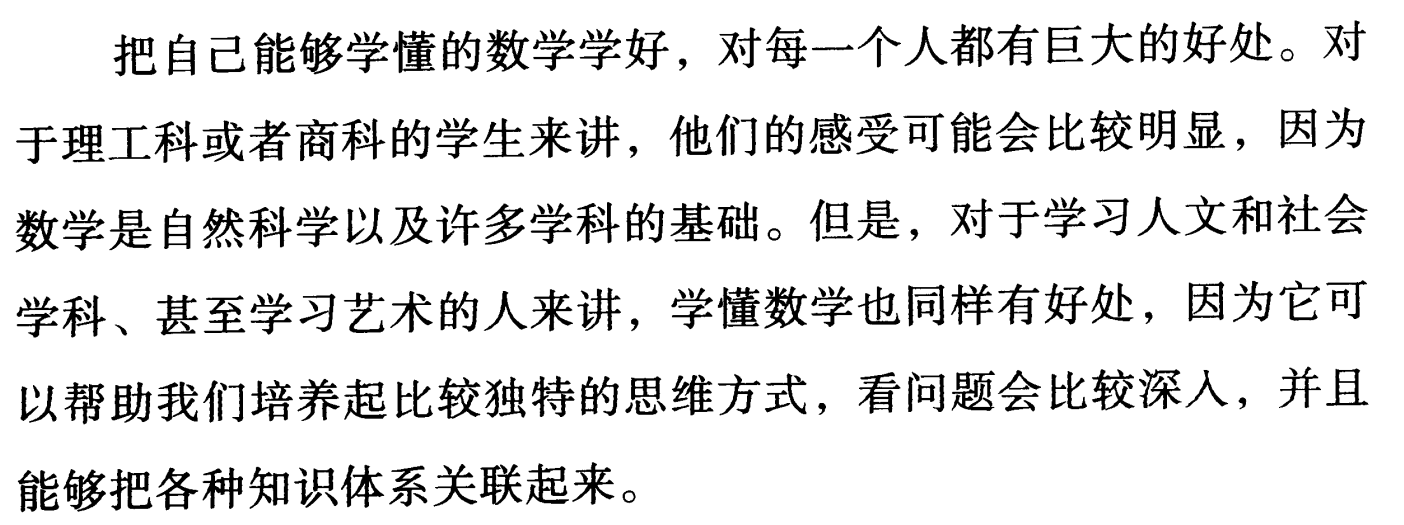 把自己能够学懂的数学学好，对每一个人都有巨大的好处。对
于理工科或者商科的学生来讲，他们的感受可能会比较明显，因为
数学是自然科学以及许多学科的基础。但是，对于学习人文和社会
学科、甚至学习艺术的人来讲，学懂数学也同样有好处，因为它可
以帮助我们培养起比较独特的思维方式，看问题会比较深入，并且
能够把各种知识体系关联起来。